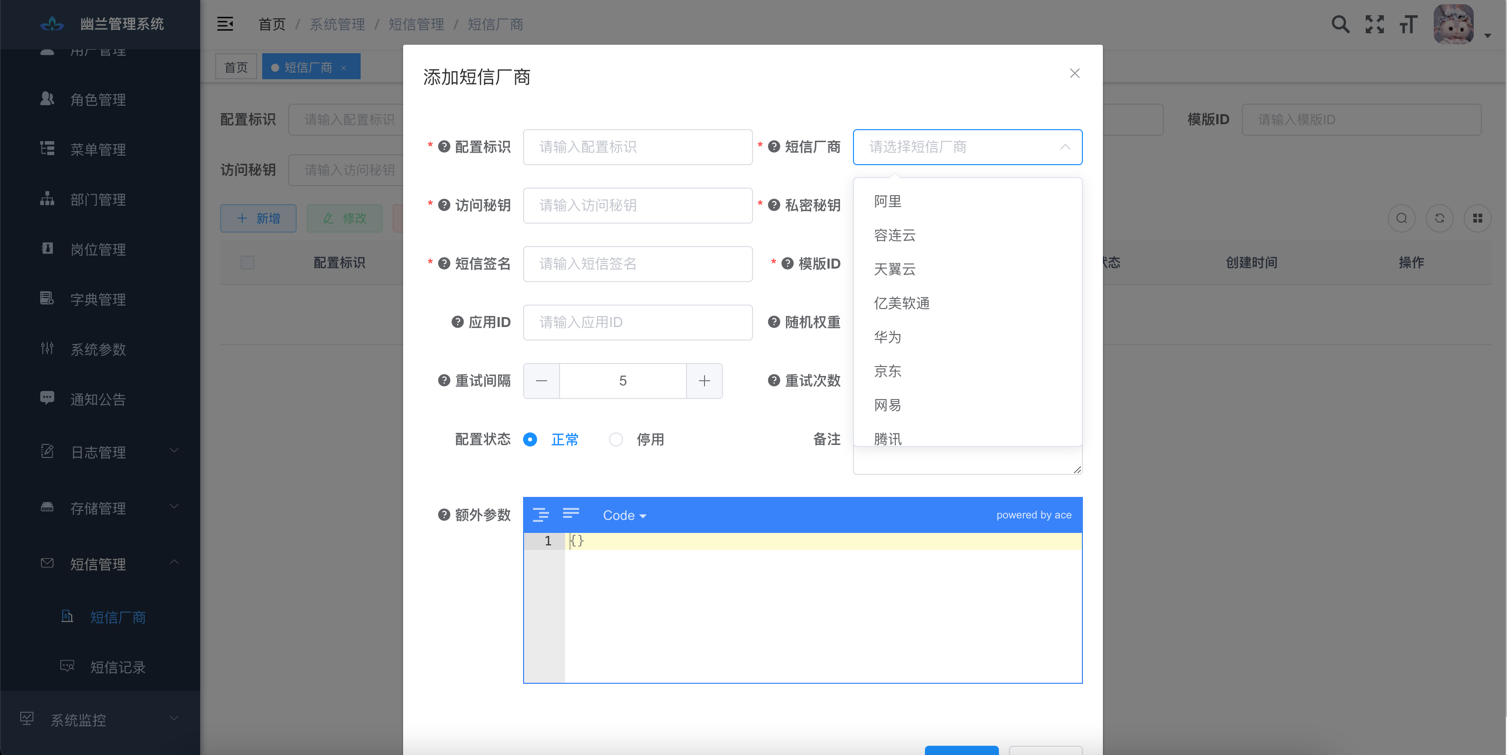 幽兰管理系统
首页 / 系统管理 / 短信管理 / 短信厂商
用户管理
角色管理
菜单管理
部门管理
岗位管理
字典管理
系统参数
通知公告
日志管理
存储管理
短信管理
短信厂商
短信记录
系统监控
首页
短信厂商
配置标识 请输入配置标识
模版ID 请输入模版ID
访问秘钥 请输入访问秘钥
新增
修改
配置标识
状态
创建时间
操作
添加短信厂商
* 配置标识 请输入配置标识
* 短信厂商 请选择短信厂商
* 访问秘钥 请输入访问秘钥
* 私密秘钥
* 短信签名 请输入短信签名
* 模版ID
应用ID 请输入应用ID
随机权重
重试间隔 5
重试次数
配置状态 正常 停用
备注
阿里
容连云
天翼云
亿美软通
华为
京东
网易
腾讯
额外参数
Code
powered by ace
1 {}